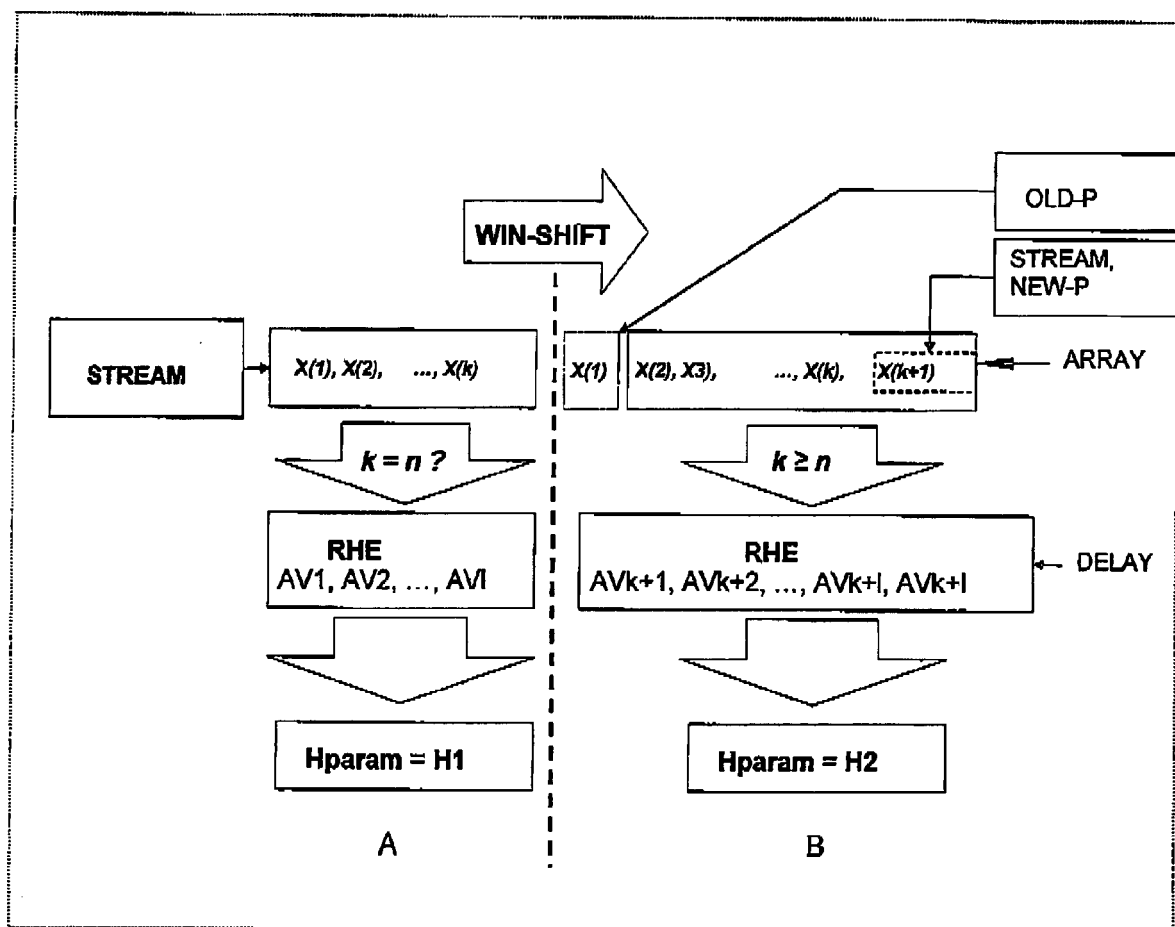 OLD-P
WIN-SHIFT
STREAM,
NEW-P
STREAM
X(1), X(2), ..., X(k)
X(1)
X(2), X3), ..., X(k), X(k+1)
ARRAY
k = n ?
k ≥ n
RHE
AV1, AV2, ..., AVl
RHE
AVk+1, AVk+2, ..., AVk+l, AVk+l
DELAY
Hparam = H1
Hparam = H2
A
B